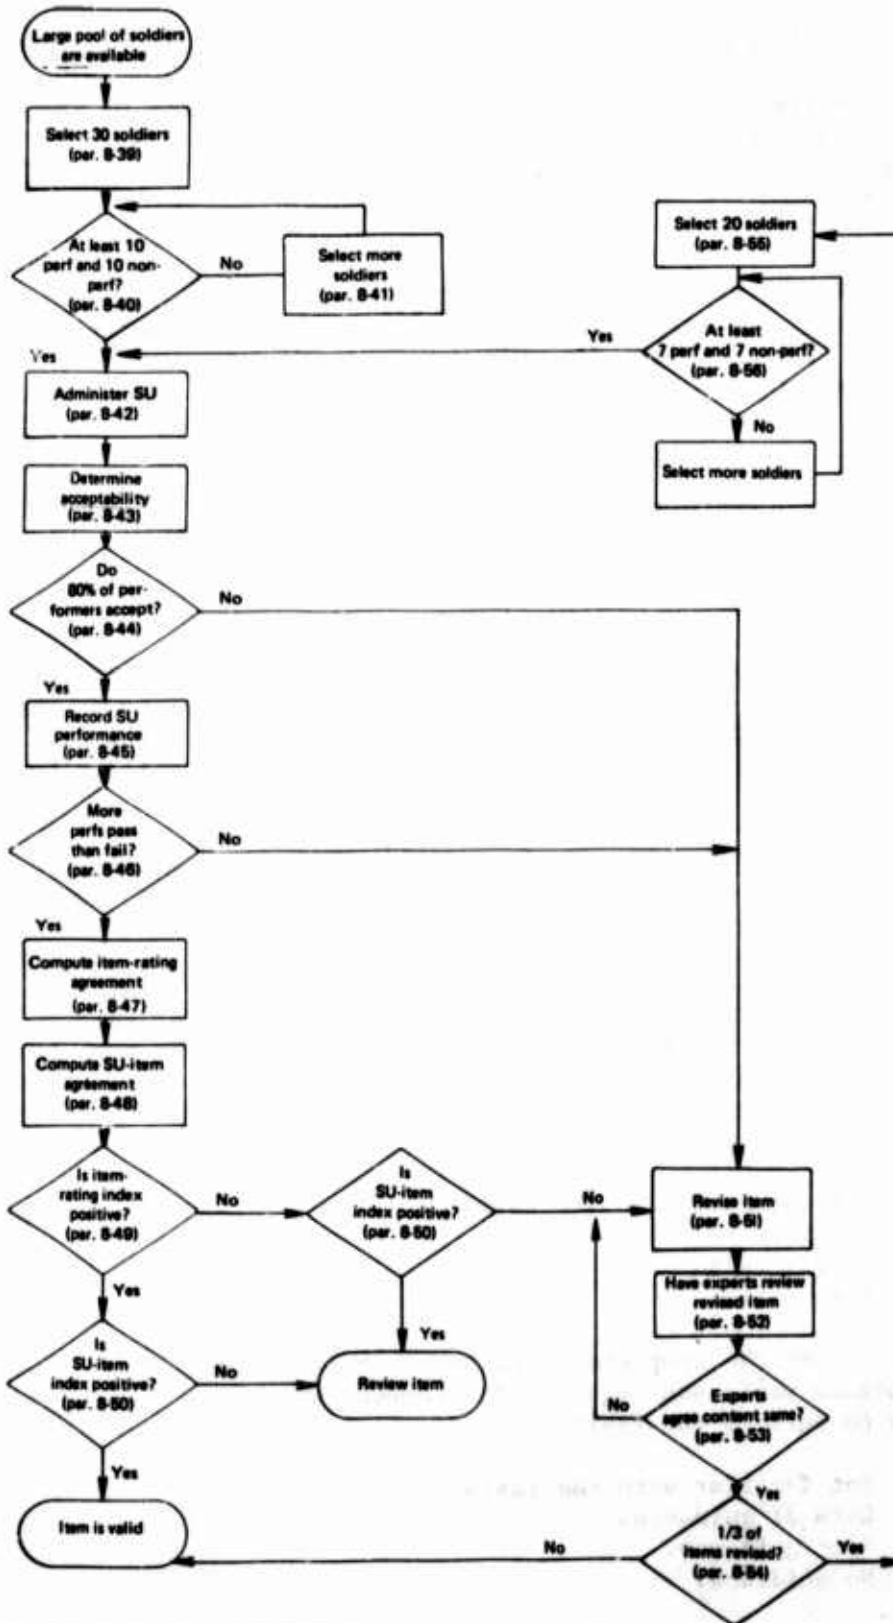 Large pool of soldiers
are available
Select 30 soldiers
(par. 8-39)
At least 10
perf and 10 non-
perf?
(par. 8-40)
No
Select more
soldiers
(par. 8-41)
Yes
Select 20 soldiers
(par. 8-55)
At least
7 perf and 7 non-perf?
(par. 8-56)
Yes
No
Select more soldiers
Administer SU
(par. 8-42)
Determine
acceptability
(par. 8-43)
Do
80% of per-
formers accept?
(par. 8-44)
No
Yes
Record SU
performance
(par. 8-45)
More
perfs pass
than fail?
(par. 8-46)
No
Yes
Compute item-rating
agreement
(par. 8-47)
Compute SU-item
agreement
(par. 8-48)
Is item-
rating index
positive?
(par. 8-49)
No
Is
SU-item
index positive?
(par. 8-50)
No
Revise item
(par. 8-51)
Yes
Yes
Have experts review
revised item
(par. 8-52)
Is
SU-item
index positive?
(par. 8-50)
No
Review item
Experts
agree content same?
(par. 8-53)
No
Yes
Yes
Item is valid
1/3 of
items revised?
(par. 8-54)
No
Yes